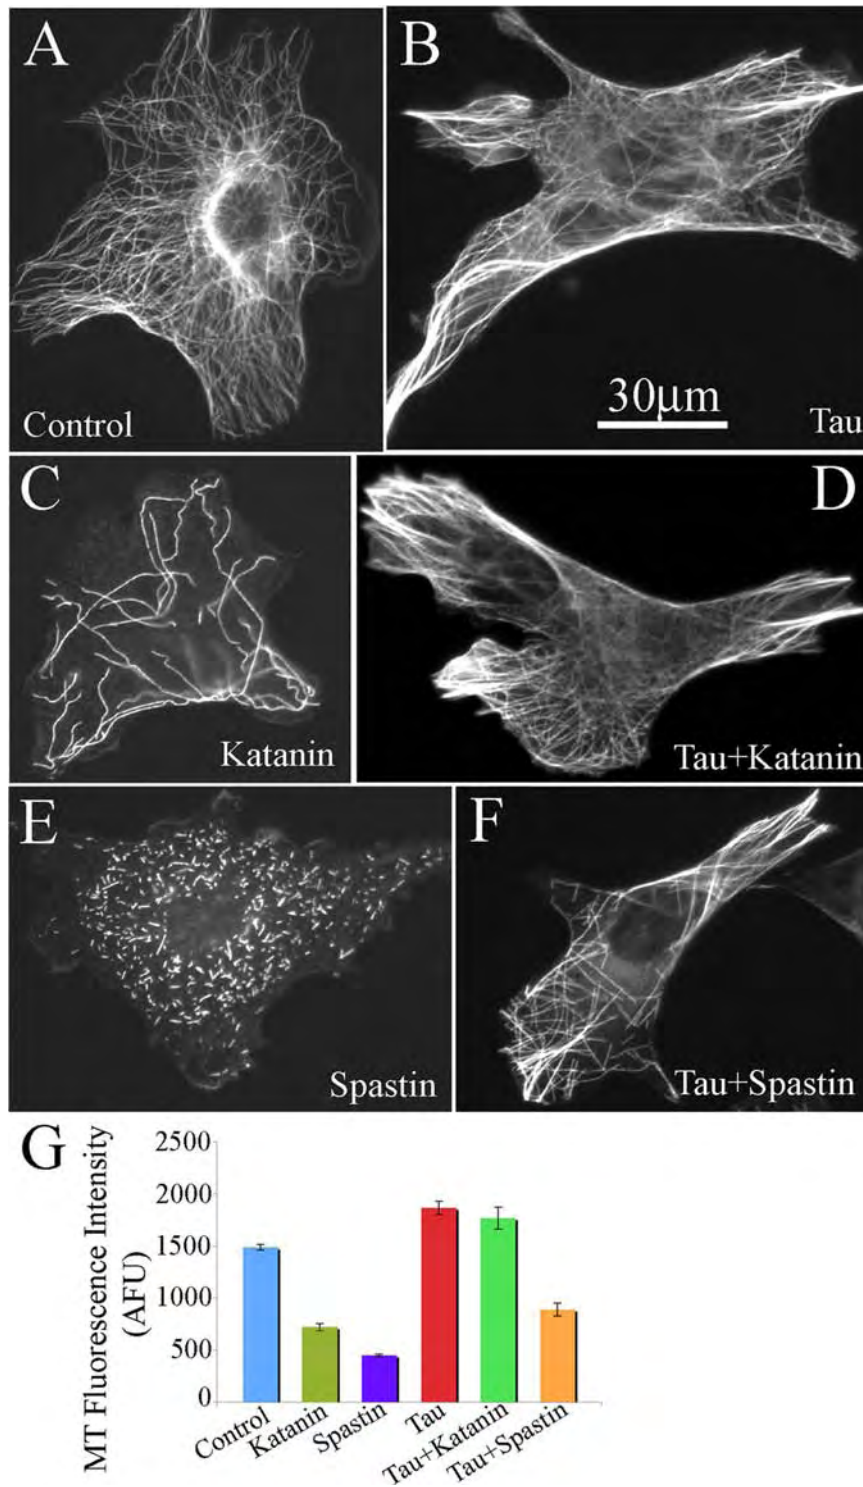 A
Control
B
30μm
Tau
C
Katanin
D
Tau+Katanin
E
Spastin
F
Tau+Spastin
G
MT Fluorescence Intensity
(AFU)
2500
2000
1500
1000
500
0
Control
Katanin
Spastin
Tau
Tau+Katanin
Tau+Spastin